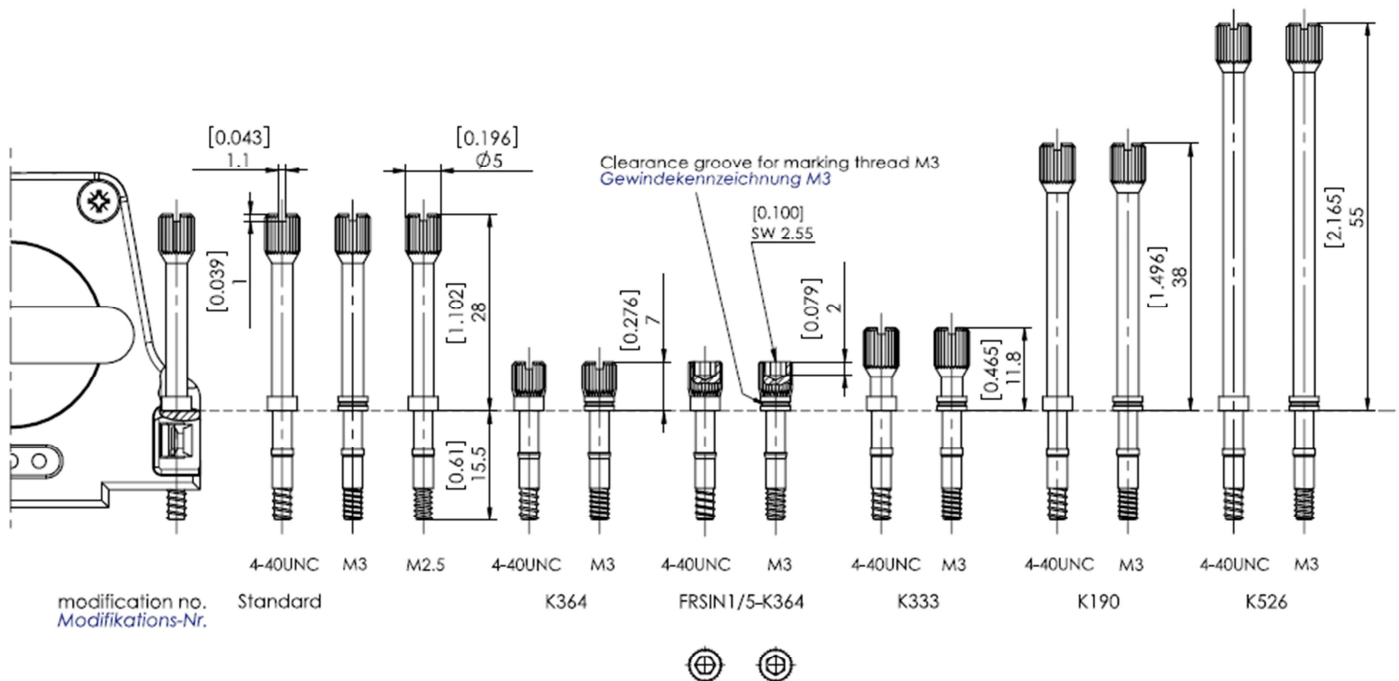 [0.043]
1.1
[0.196]
Ø5
[0.039]
1
[1.102]
28
[0.61]
15.5
[0.276]
7
Clearance groove for marking thread M3
Gewindekennzeichnung M3
[0.100]
SW 2.55
[0.079]
2
[0.465]
11.8
[1.496]
38
[2.165]
55
4-40UNC M3 M2.5 4-40UNC M3 4-40UNC M3 4-40UNC M3 4-40UNC M3 4-40UNC M3
modification no. Standard K364 FRSIN1/5-K364 K333 K190 K526
Modifikations-Nr.